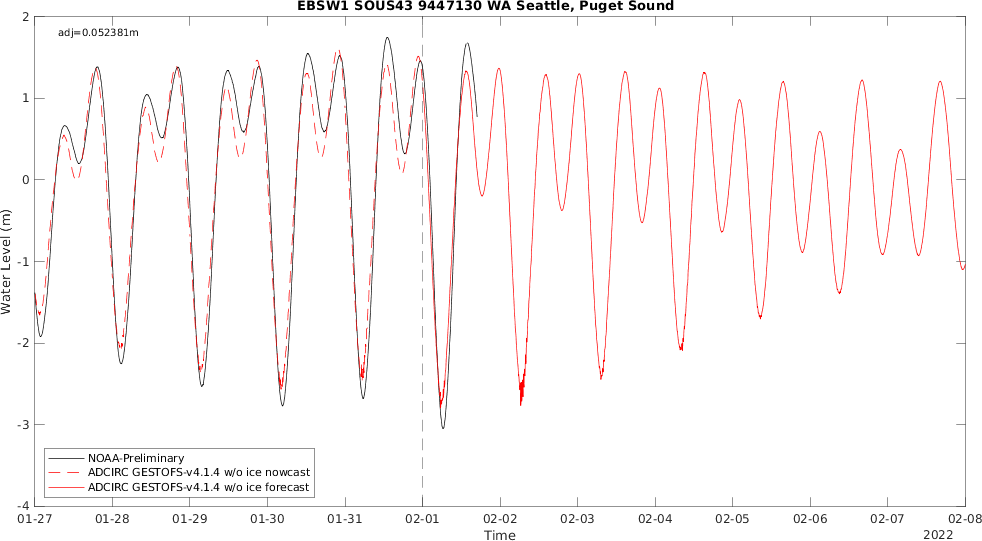 EBSW1 SOUS43 9447130 WA Seattle, Puget Sound
adj=0.052381m
2
1
0
-1
-2
-3
-4
Water Level (m)
NOAA-Preliminary
ADCIRC GESTOFS-v4.1.4 w/o ice nowcast
ADCIRC GESTOFS-v4.1.4 w/o ice forecast
01-27 01-28 01-29 01-30 01-31 02-01 02-02 02-03 02-04 02-05 02-06 02-07 02-08
Time
2022